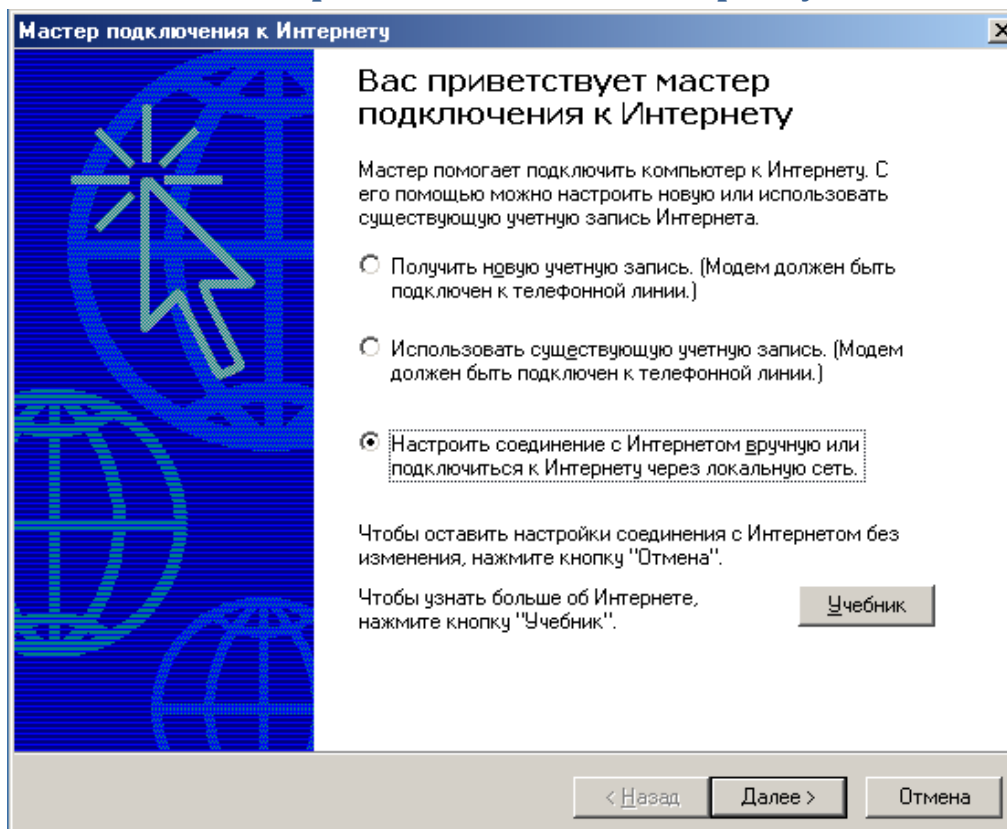 Мастер подключения к Интернету
Вас приветствует мастер
подключения к Интернету
Мастер помогает подключить компьютер к Интернету. С
его помощью можно настроить новую или использовать
существующую учетную запись Интернета.
Получить новую учетную запись. (Модем должен быть
подключен к телефонной линии.)
Использовать существующую учетную запись. (Модем
должен быть подключен к телефонной линии.)
Настроить соединение с Интернетом вручную или
подключиться к Интернету через локальную сеть.
Чтобы оставить настройки соединения с Интернетом без
изменения, нажмите кнопку "Отмена".
Чтобы узнать больше об Интернете,
нажмите кнопку "Учебник".
Учебник
< Назад
Далее >
Отмена